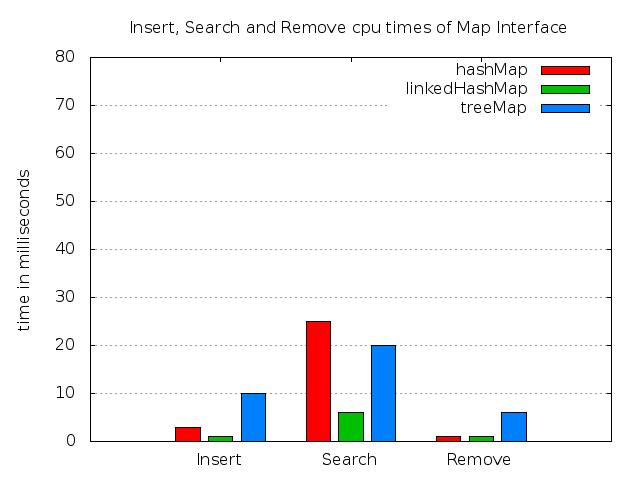 Insert, Search and Remove cpu times of Map Interface
80
70
60
50
40
30
20
10
0
time in milliseconds
hashMap
linkedHashMap
treeMap
Insert
Search
Remove